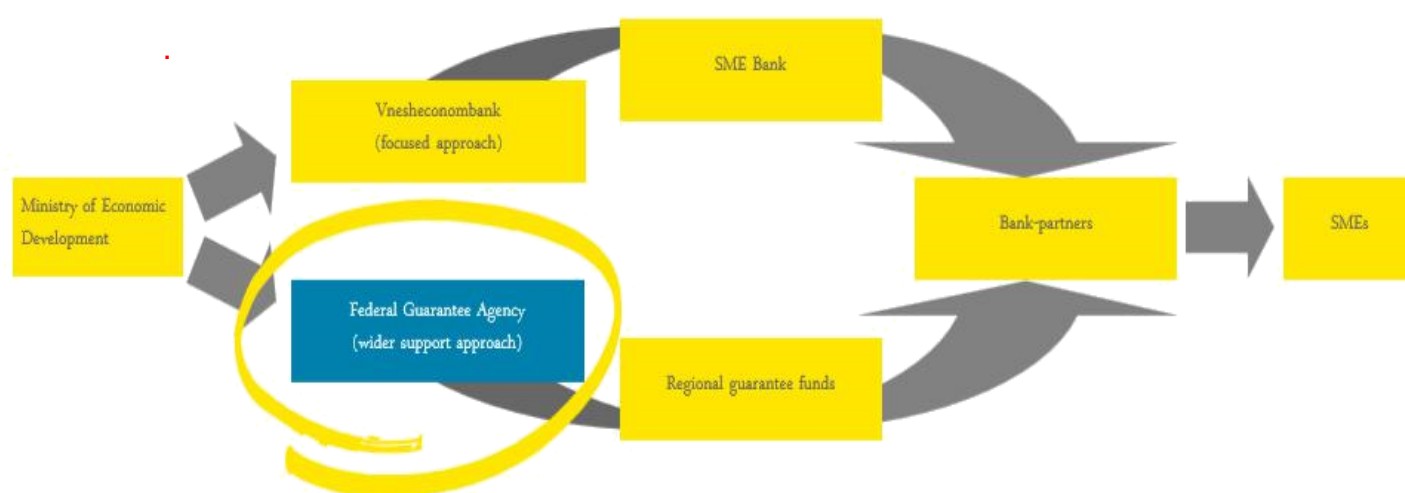 SME Bank
Vnesheconombank
(focused approach)
Ministry of Economic
Development
Bank-partners
SMEs
Federal Guarantee Agency
(wider support approach)
Regional guarantee funds